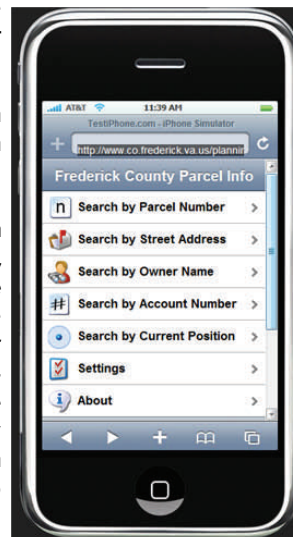 AT&T 11:39 AM
TestiPhone.com - iPhone Simulator
http://www.co.frederick.va.us/plannin
Frederick County Parcel Info
n Search by Parcel Number
Search by Street Address
Search by Owner Name
# Search by Account Number
Search by Current Position
Settings
i About